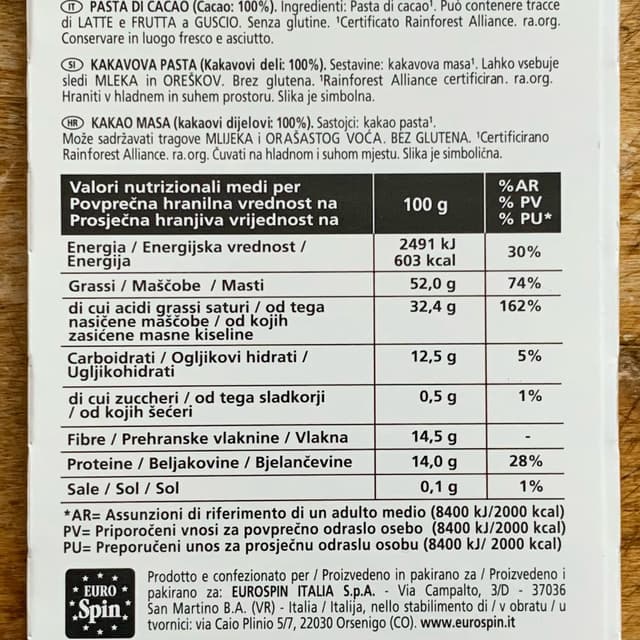 IT PASTA DI CACAO (Cacao: 100%). Ingredienti: Pasta di cacao¹. Può contenere tracce
di LATTE e FRUTTA A GUSCIO. Senza glutine. ¹Certificato Rainforest Alliance. ra.org.
Conservare in luogo fresco e asciutto.
SI KAKAVOVA PASTA (Kakavovi deli: 100%). Sestavine: kakavova masa¹. Lahko vsebuje
sledi MLEKA in OREŠKOV. Brez glutena. ¹Rainforest Alliance certificiran. ra.org.
Hraniti v hladnem in suhem prostoru. Slika je simbolna.
HR KAKAO MASA (kakaovi dijelovi: 100%). Sastojci: kakao pasta¹.
Može sadržavati tragove MLIJEKA i ORAŠASTOG VOĆA. BEZ GLUTENA. ¹Certificirano
Rainforest Alliance. ra.org. Čuvati na hladnom i suhom mjestu. Slika je simbolična.
Valori nutrizionali medi per
Povprečna hranilna vrednost na
Prosječna hranjiva vrijednost na
100 g
%AR
% PV
% PU*
Energia / Energijska vrednost /
Energija
2491 kJ
603 kcal
30%
Grassi / Maščobe / Masti
52,0 g
74%
di cui acidi grassi saturi / od tega
nasičene maščobe / od kojih
zasićene masne kiseline
32,4 g
162%
Carboidrati / Ogljikovi hidrati /
Ugljikohidrati
12,5 g
5%
di cui zuccheri / od tega sladkorji
/ od kojih šećeri
0,5 g
1%
Fibre / Prehranske vlaknine / Vlakna
14,5 g
-
Proteine / Beljakovine / Bjelančevine
14,0 g
28%
Sale / Sol / Sol
0,1 g
1%
*AR= Assunzioni di riferimento di un adulto medio (8400 kJ/2000 kcal)
PV= Priporočeni vnosi za povprečno odraslo osebo (8400 kJ/2000 kcal)
PU= Preporučeni unos za prosječnu odraslu osobu (8400 kJ/ 2000 kcal)
EURO
Spin
Prodotto e confezionato per / Proizvedeno in pakirano za / Proizvedeno i
pakirano za: EUROSPIN ITALIA S.p.A. - Via Campalto, 3/D - 37036
San Martino B.A. (VR) - Italia / Italija, nello stabilimento di / v obratu / u
tvornici: via Caio Plinio 5/7, 22030 Orsenigo (CO). www.eurospin.it